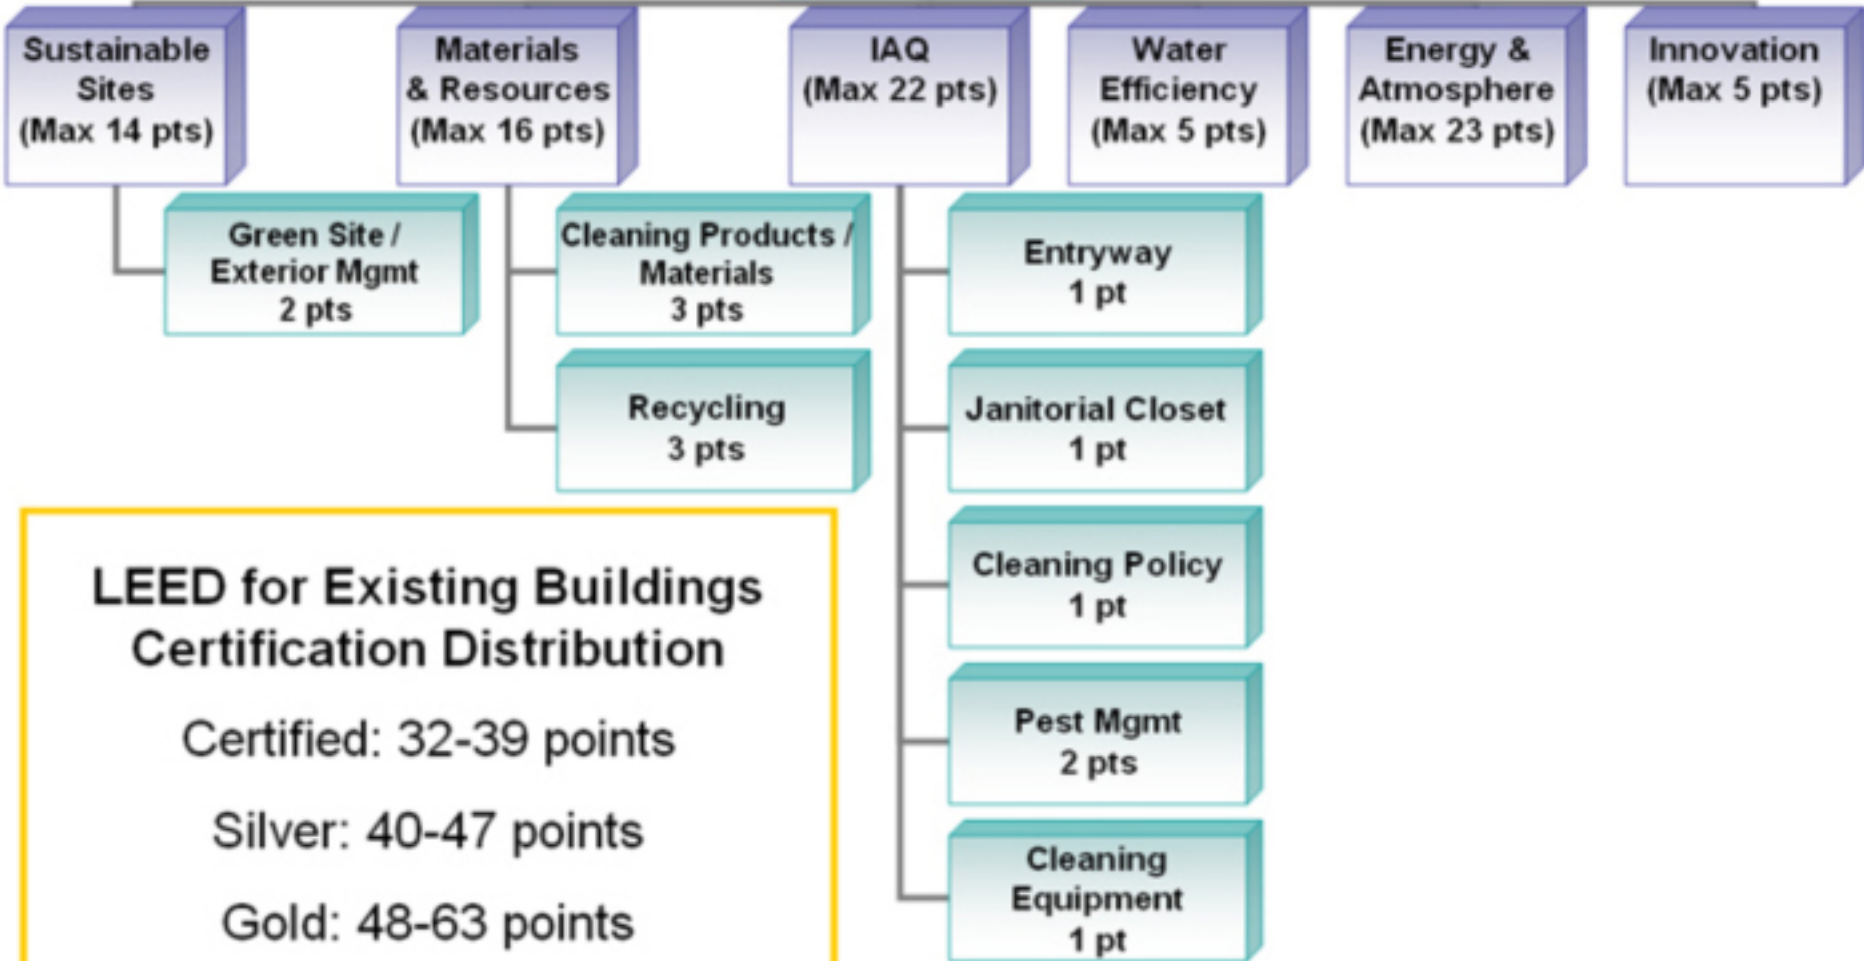 Sustainable
Sites
(Max 14 pts)
Materials
& Resources
(Max 16 pts)
IAQ
(Max 22 pts)
Water
Efficiency
(Max 5 pts)
Energy &
Atmosphere
(Max 23 pts)
Innovation
(Max 5 pts)
Green Site /
Exterior Mgmt
2 pts
Cleaning Products /
Materials
3 pts
Recycling
3 pts
Entryway
1 pt
Janitorial Closet
1 pt
Cleaning Policy
1 pt
Pest Mgmt
2 pts
Cleaning
Equipment
1 pt
LEED for Existing Buildings
Certification Distribution
Certified: 32-39 points
Silver: 40-47 points
Gold: 48-63 points